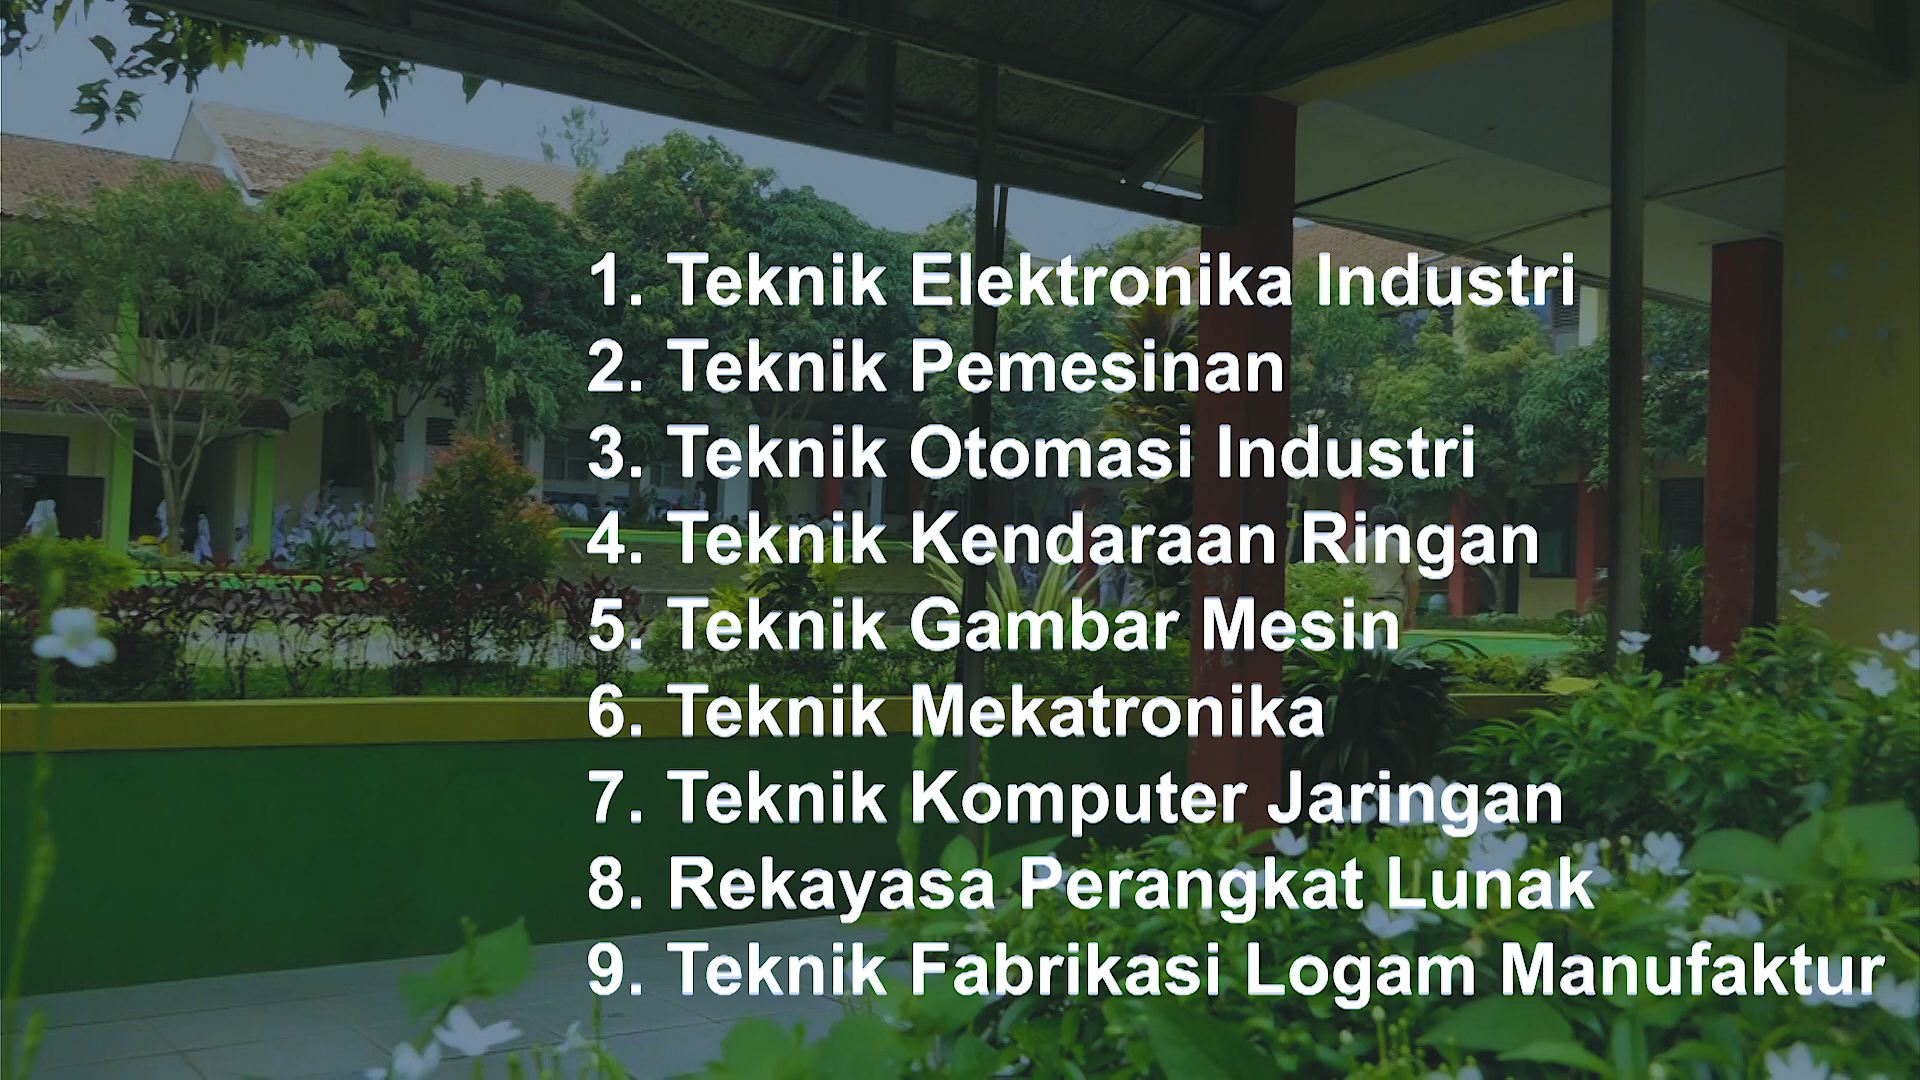 1. Teknik Elektronika Industri
2. Teknik Pemesinan
3. Teknik Otomasi Industri
4. Teknik Kendaraan Ringan
5. Teknik Gambar Mesin
6. Teknik Mekatronika
7. Teknik Komputer Jaringan
8. Rekayasa Perangkat Lunak
9. Teknik Fabrikasi Logam Manufaktur